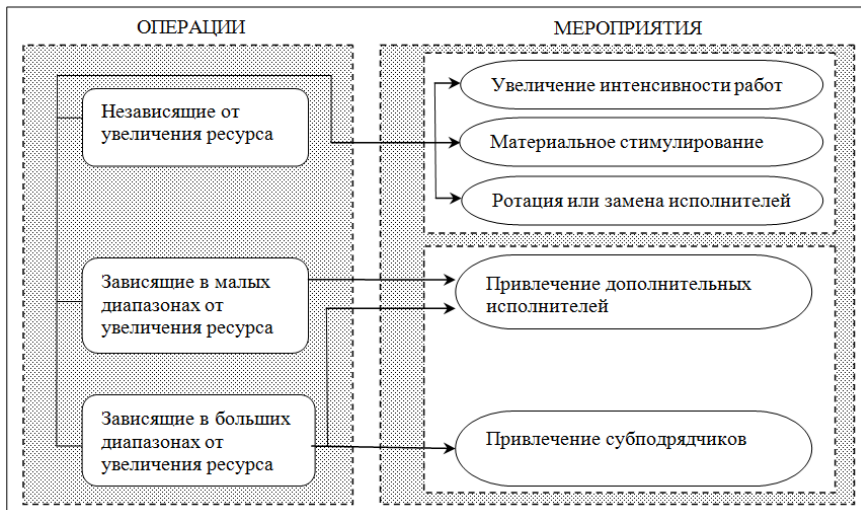 ОПЕРАЦИИ
МЕРОПРИЯТИЯ
Независящие от
увеличения ресурса
Зависящие в малых
диапазонах от
увеличения ресурса
Зависящие в больших
диапазонах от
увеличения ресурса
Увеличение интенсивности работ
Материальное стимулирование
Ротация или замена исполнителей
Привлечение дополнительных
исполнителей
Привлечение субподрядчиков